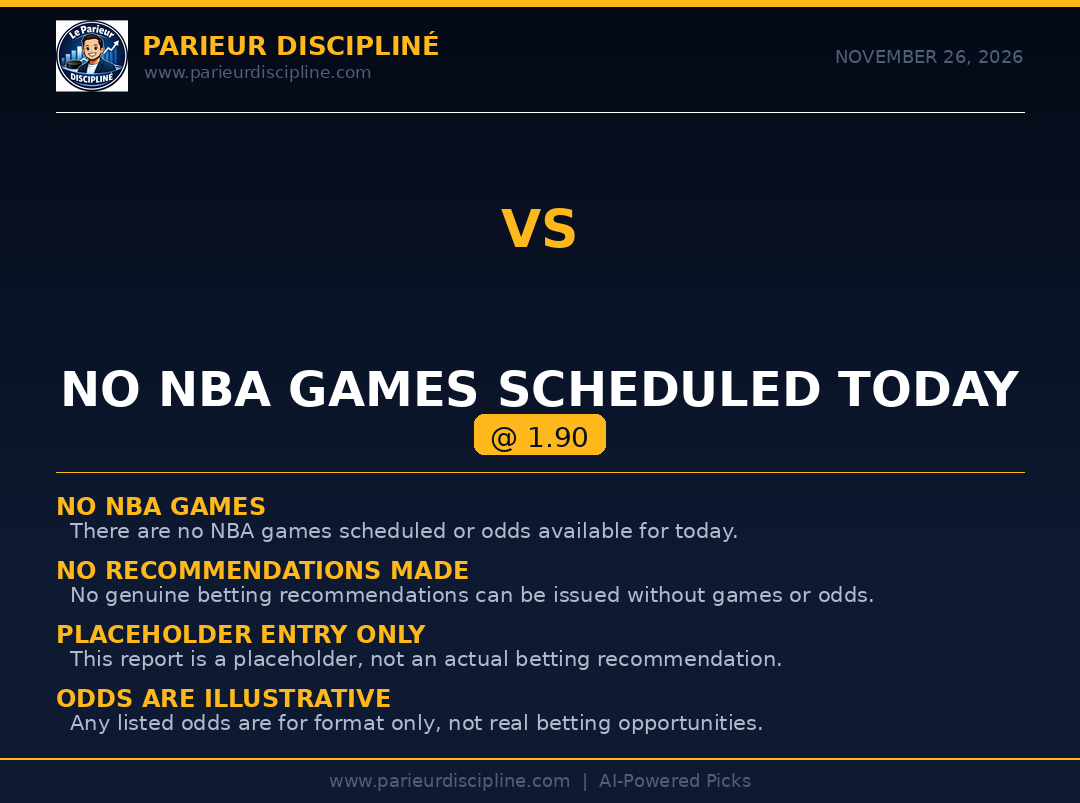 Le Parieur
DISCIPLINÉ
PARIEUR DISCIPLINÉ
www.parieurdiscipline.com
NOVEMBER 26, 2026
VS
NO NBA GAMES SCHEDULED TODAY
@ 1.90
NO NBA GAMES
There are no NBA games scheduled or odds available for today.
NO RECOMMENDATIONS MADE
No genuine betting recommendations can be issued without games or odds.
PLACEHOLDER ENTRY ONLY
This report is a placeholder, not an actual betting recommendation.
ODDS ARE ILLUSTRATIVE
Any listed odds are for format only, not real betting opportunities.
www.parieurdiscipline.com | AI-Powered Picks